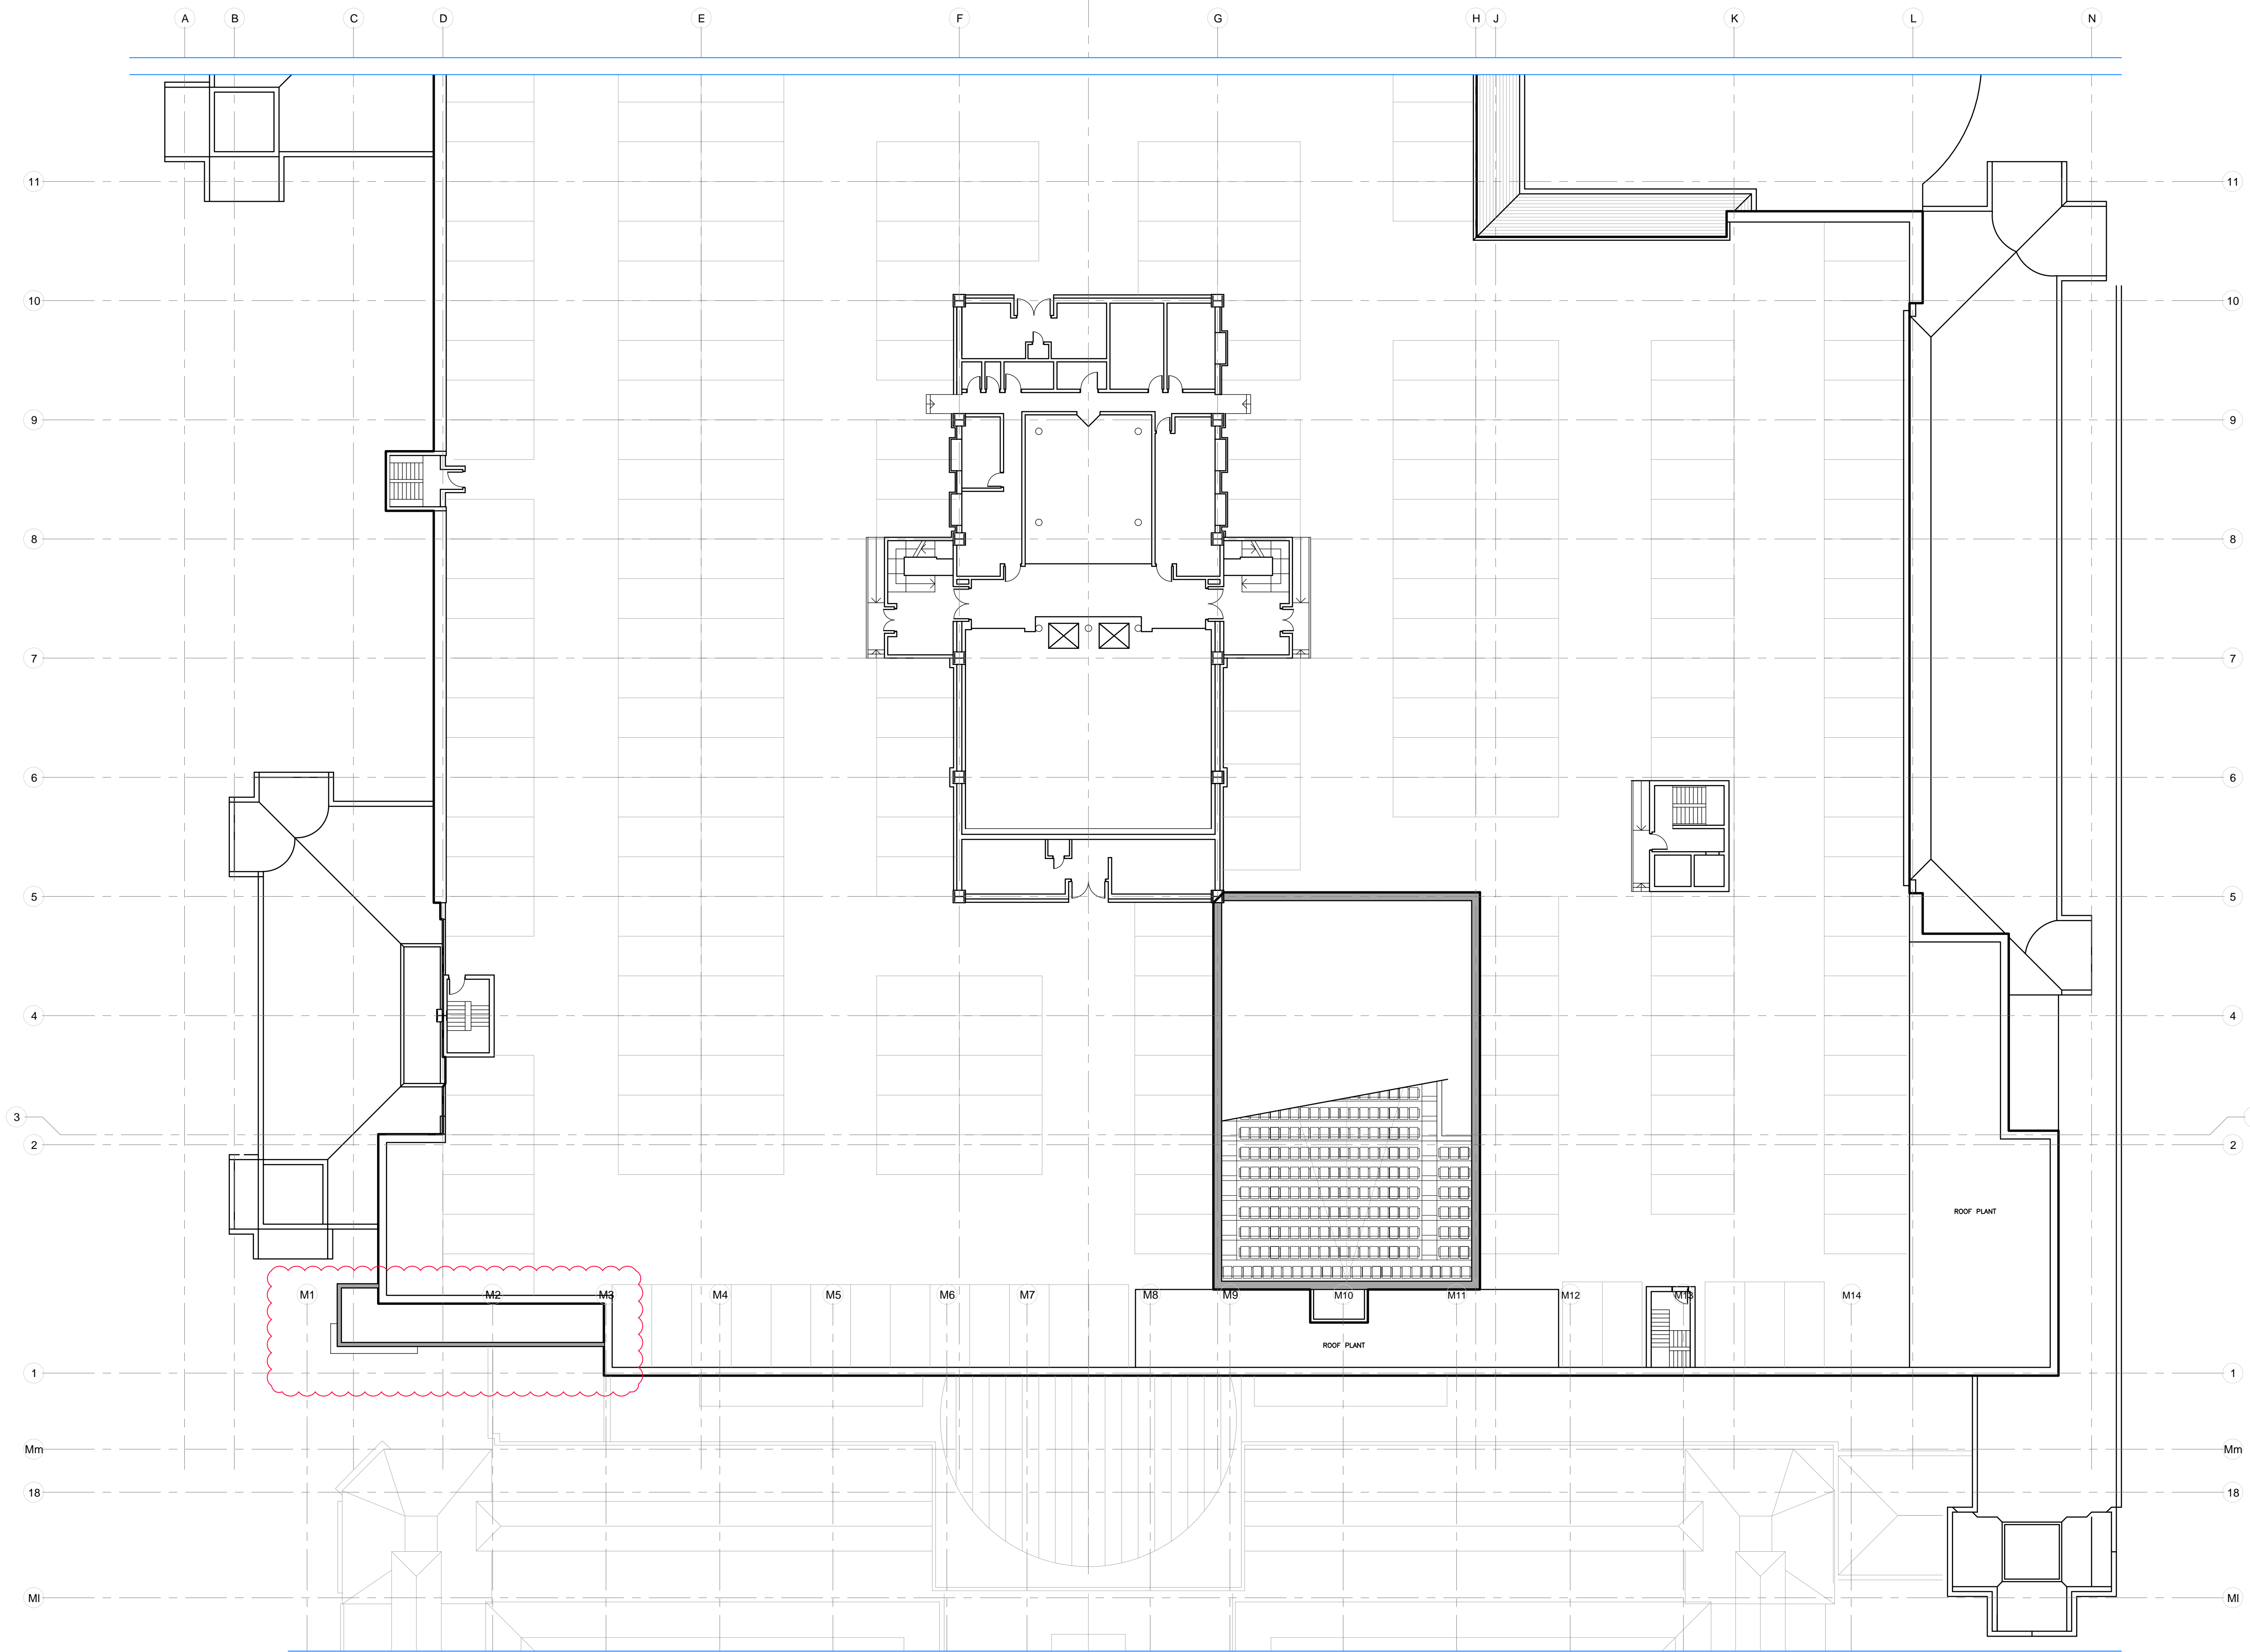 A B C D E F G H J K L N
11 11
10 10
9 9
8 8
7 7
6 6
5 5
4 4
3
2 2
ROOF PLANT
M1 M2 M3 M4 M5 M6 M7 M8 M9 M10 M11 M12 M13 M14
ROOF PLANT
1 1
Mm Mm
18 18
Ml Ml